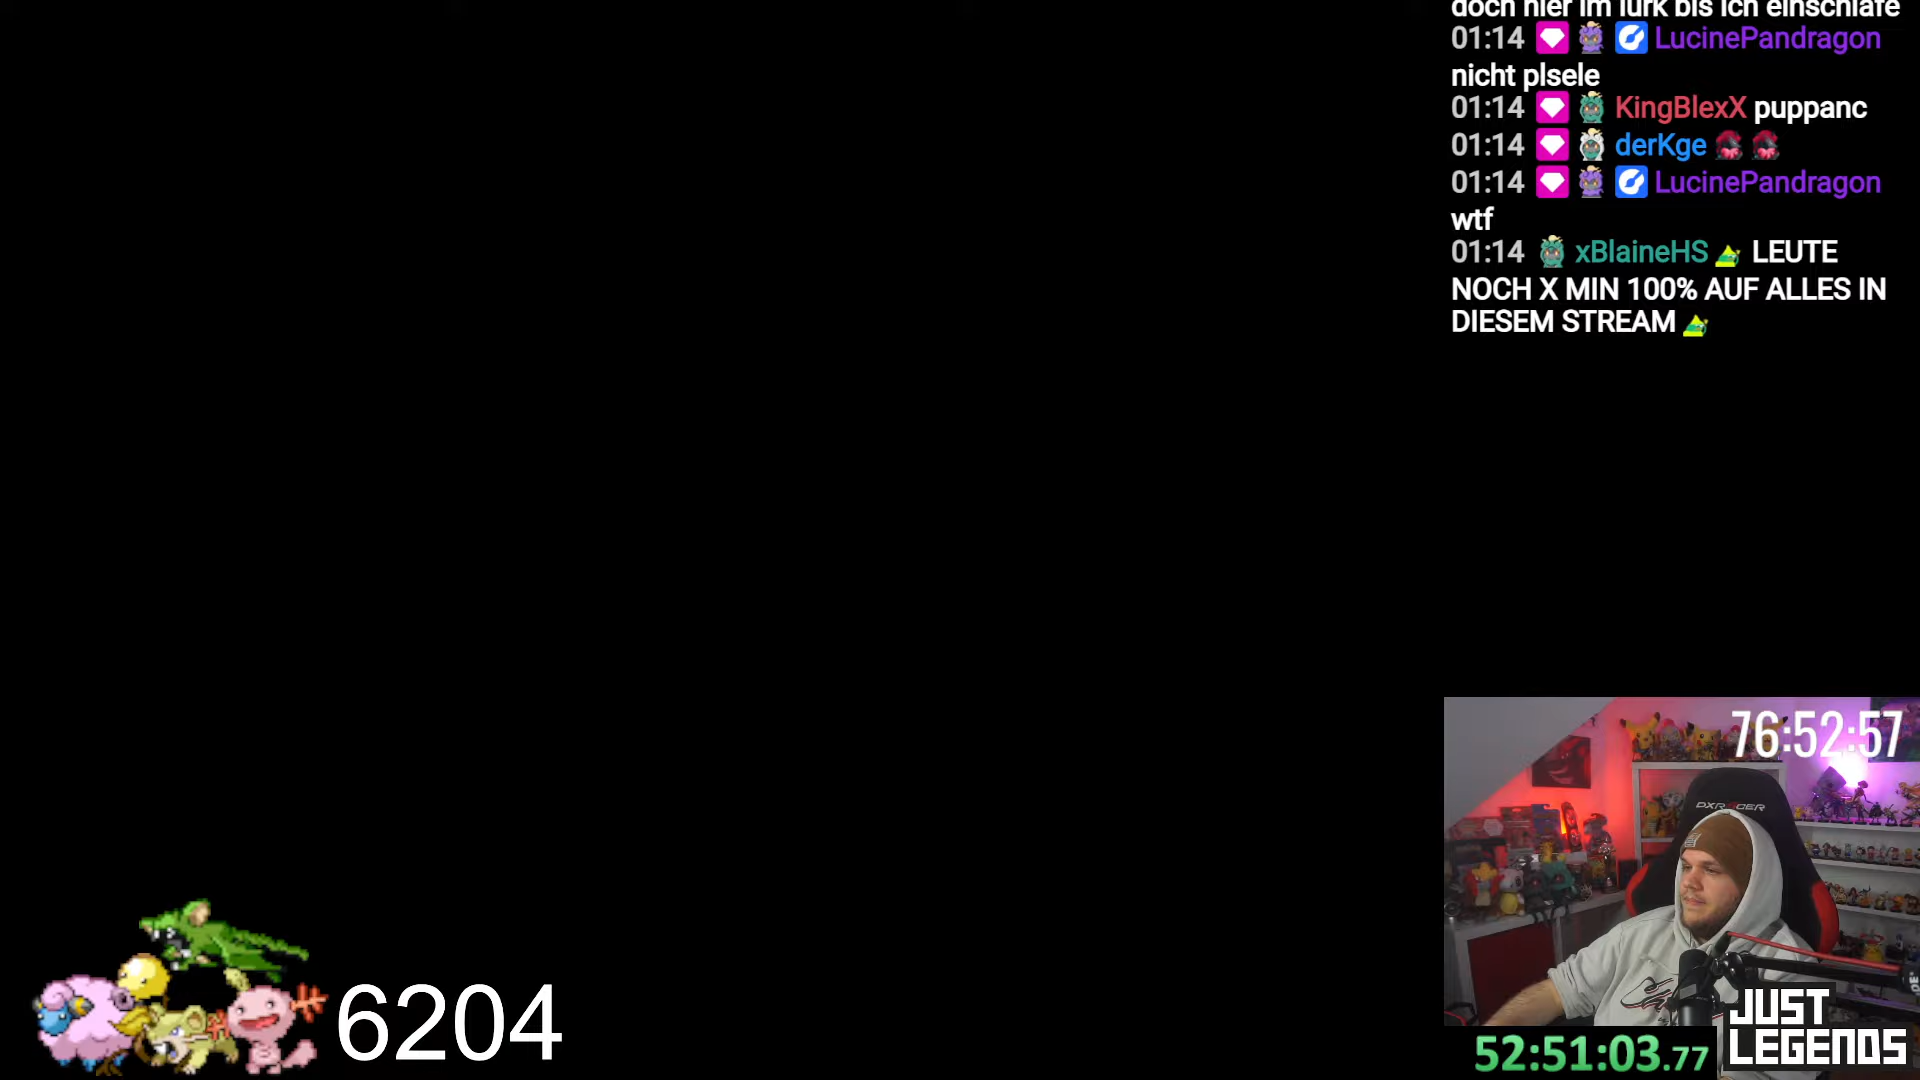 doch hier im lurk bis ich einschlafe
01:14 LucinePandragon
nicht plsele
01:14 KingBlexX puppanc
01:14 derKge
01:14 LucinePandragon
wtf
01:14 xBlaineHS LEUTE
NOCH X MIN 100% AUF ALLES IN
DIESEM STREAM
76:52:57
DXRACER
6204
JUST
LEGENDS
52:51:03.77